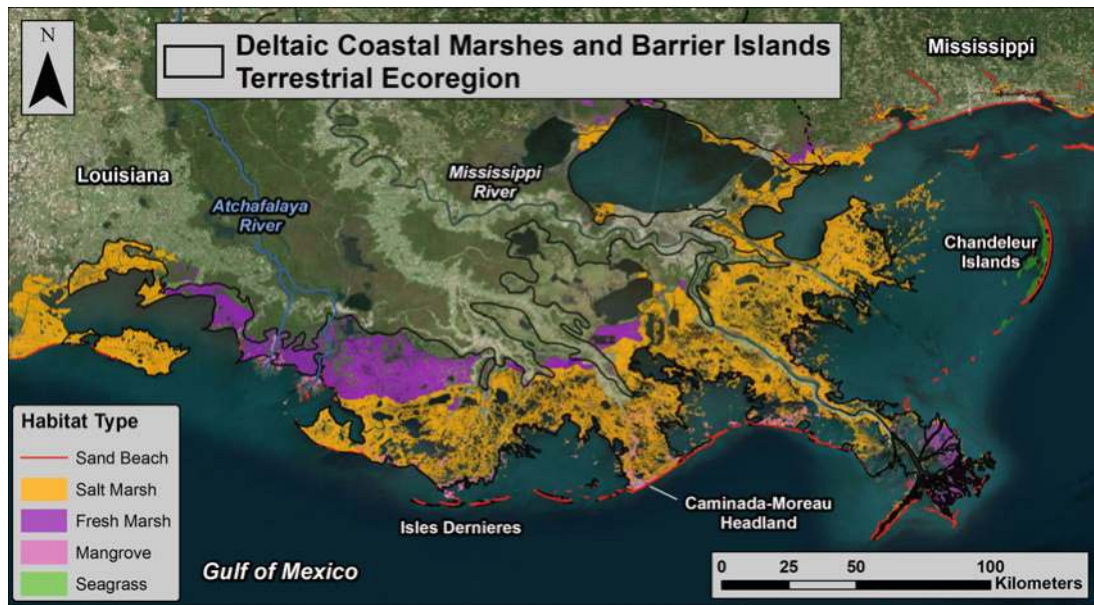 N
Deltaic Coastal Marshes and Barrier Islands
Terrestrial Ecoregion
Mississippi
Louisiana
Mississippi
River
Atchafalaya
River
Chandeleur
Islands
Habitat Type
Sand Beach
Salt Marsh
Fresh Marsh
Mangrove
Seagrass
Isles Dernieres
Caminada-Moreau
Headland
Gulf of Mexico
0 25 50 100
Kilometers